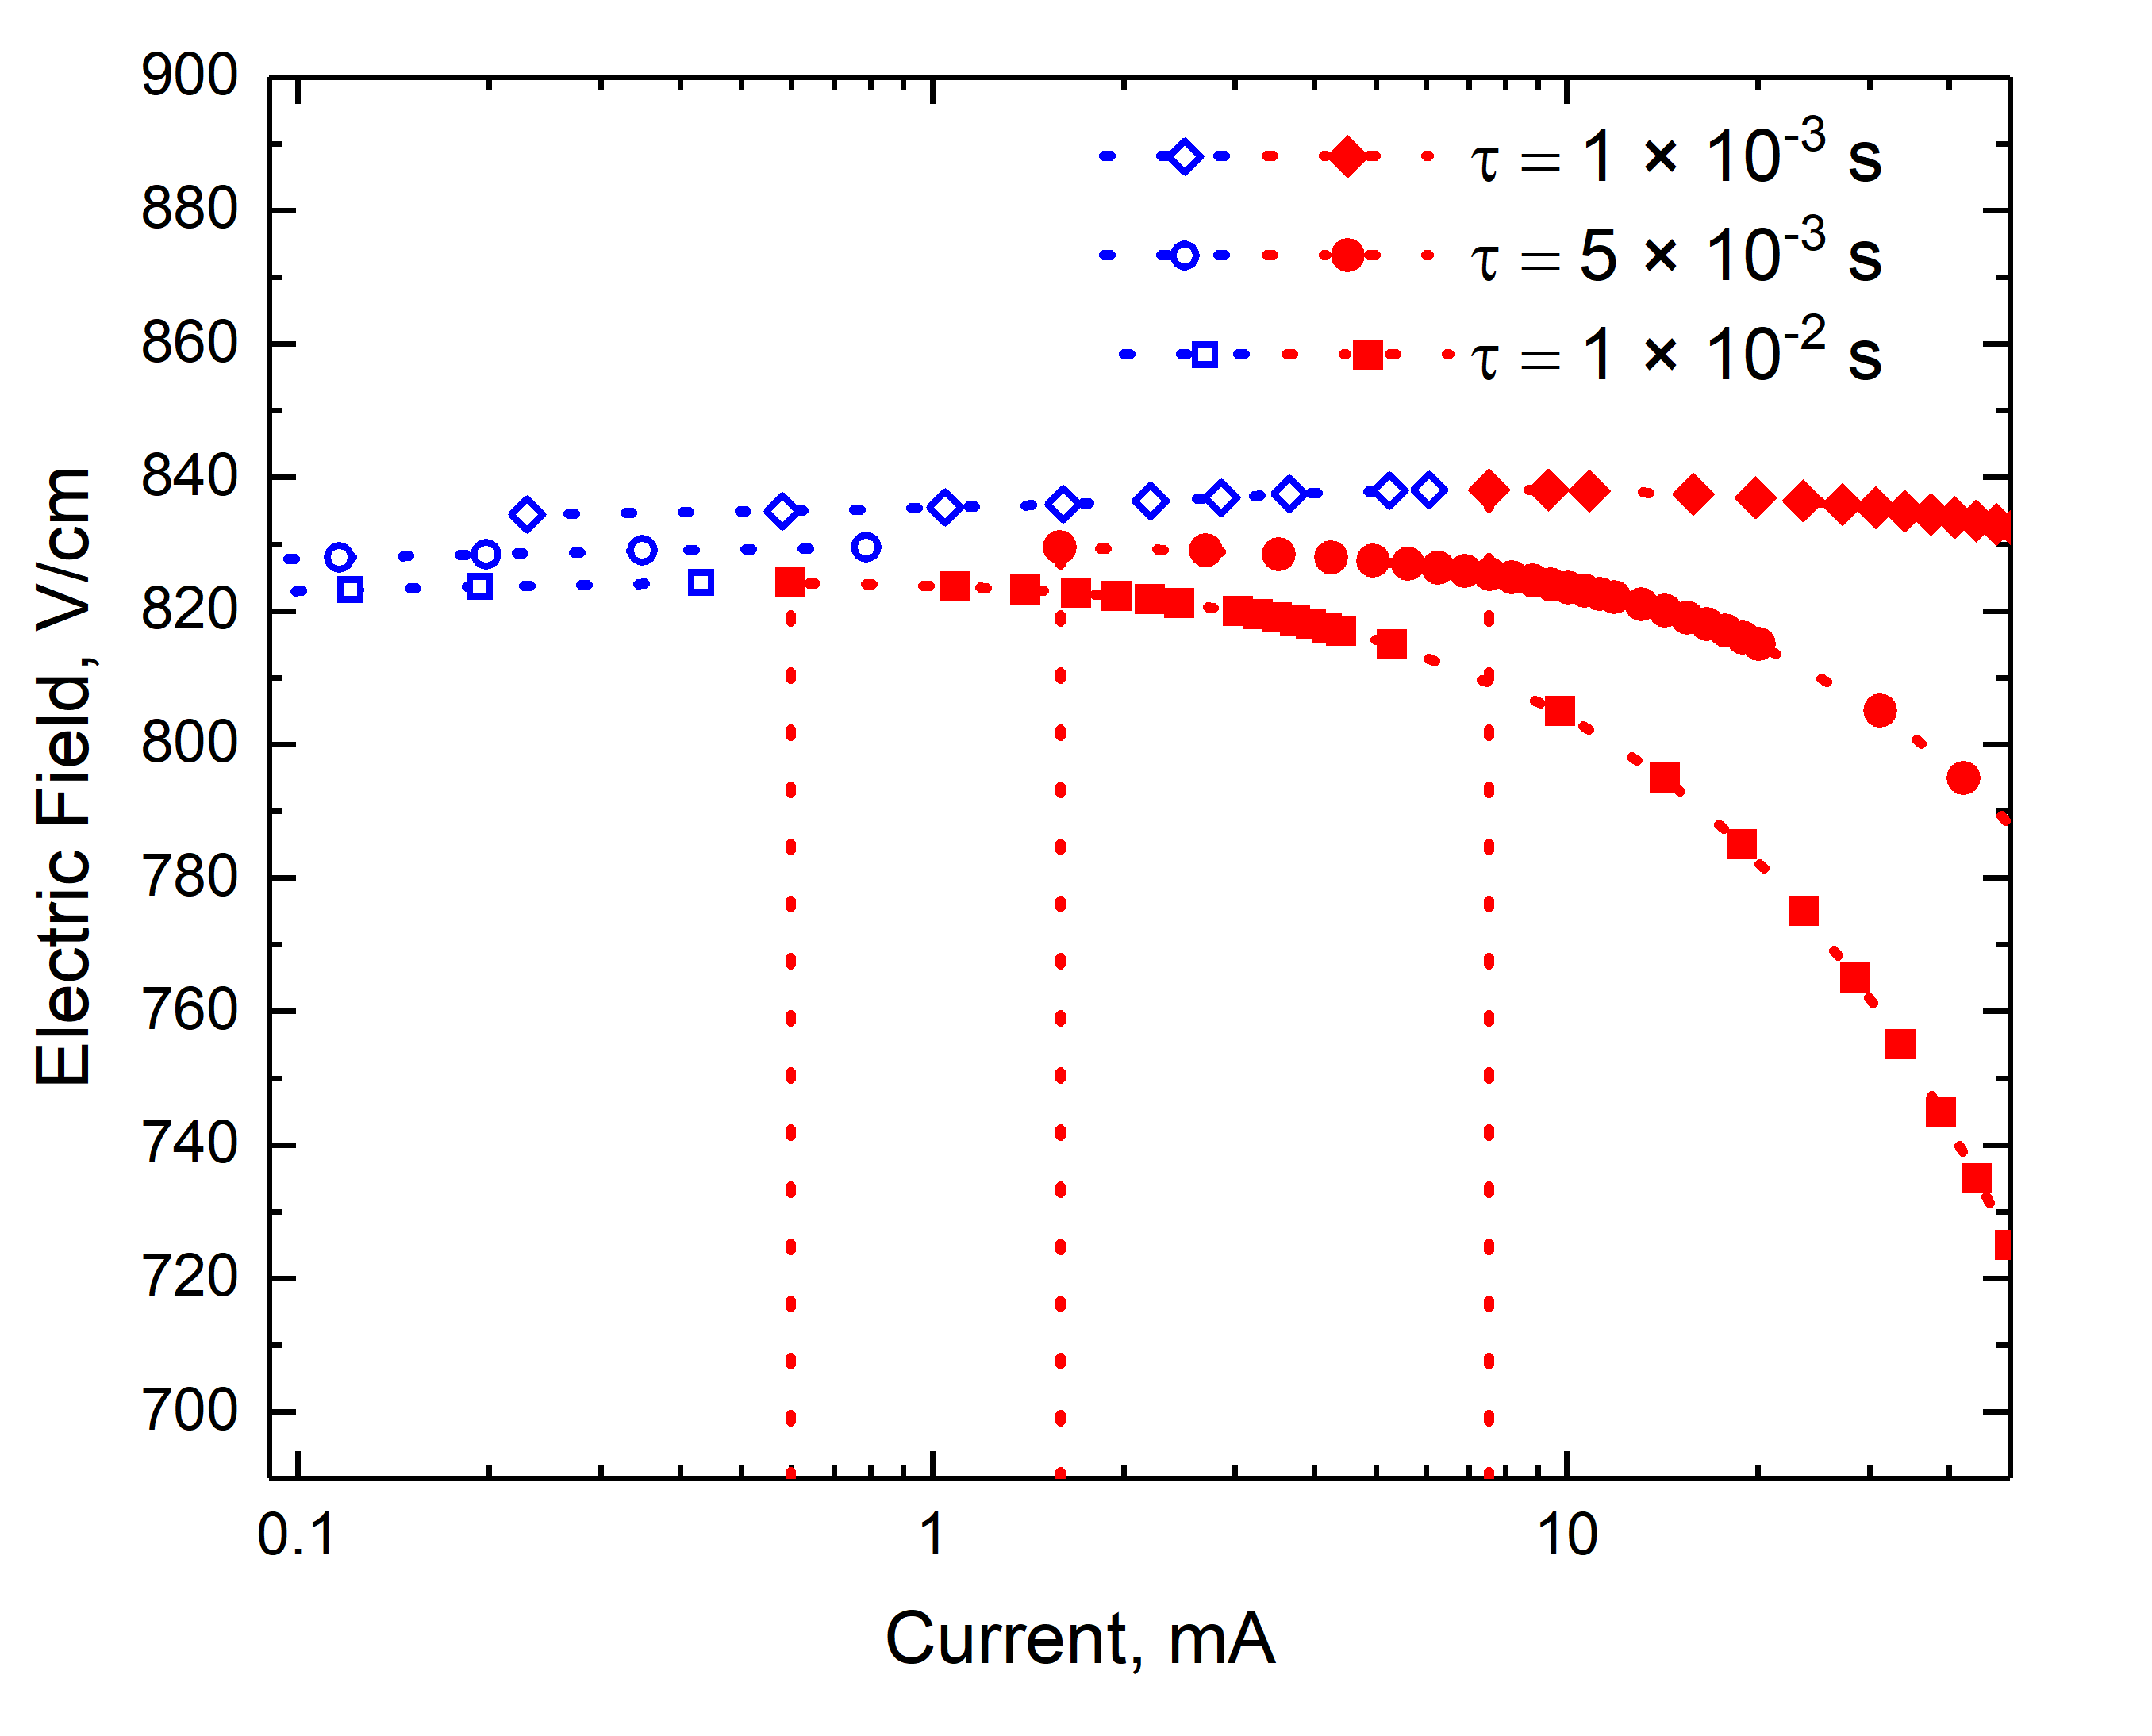 900
880
860
840
820
800
780
760
740
720
700
Electric Field, V/cm
τ = 1 × 10⁻³ s
τ = 5 × 10⁻³ s
τ = 1 × 10⁻² s
0.1 1 10
Current, mA